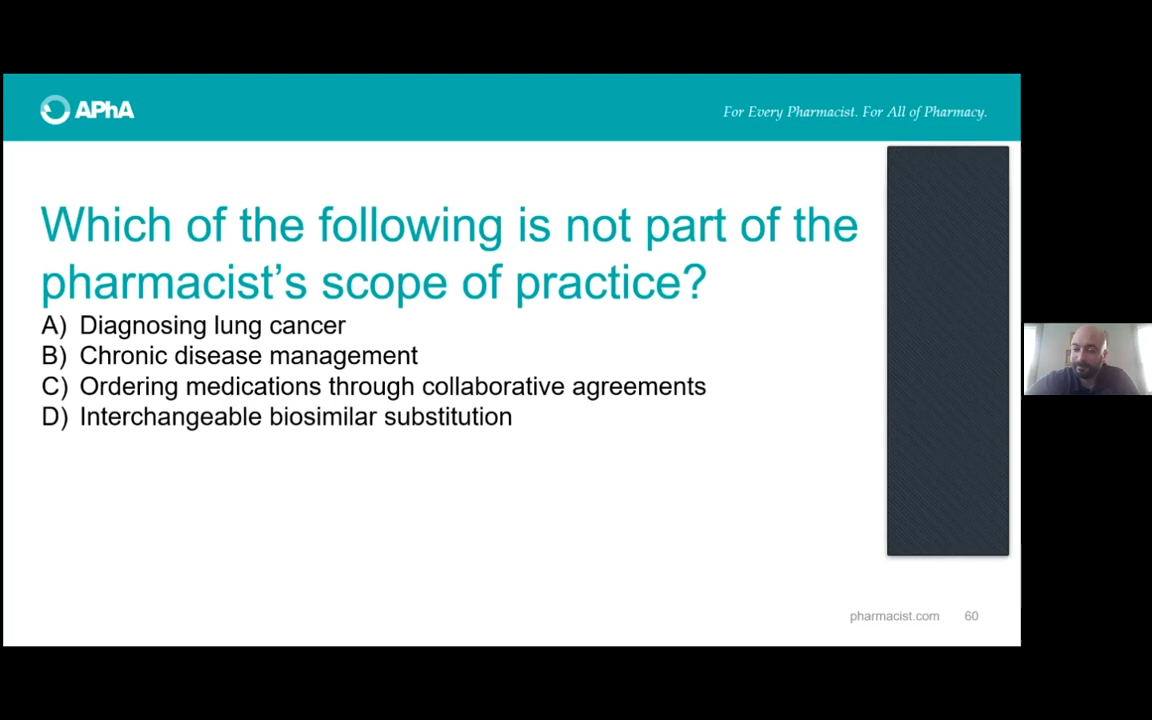 APhA
For Every Pharmacist. For All of Pharmacy.
Which of the following is not part of the
pharmacist’s scope of practice?
A) Diagnosing lung cancer
B) Chronic disease management
C) Ordering medications through collaborative agreements
D) Interchangeable biosimilar substitution
pharmacist.com 60